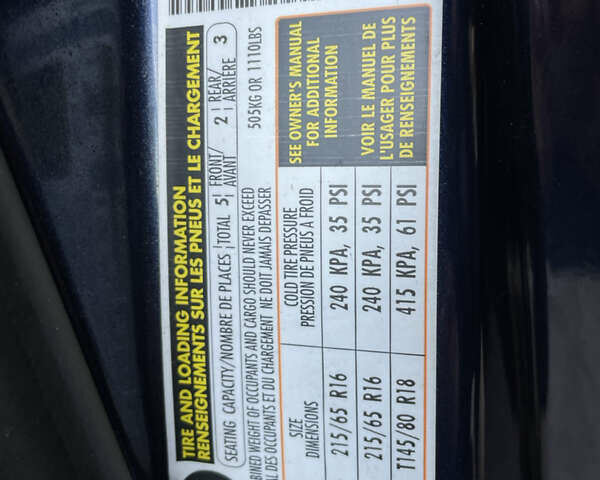 TIRE AND LOADING INFORMATION
RENSEIGNEMENTS SUR LES PNEUS ET LE CHARGEMENT
SEATING CAPACITY/NOMBRE DE PLACES TOTAL 5 FRONT/AVANT 2 REAR/ARRIÈRE 3
OF OCCUPANTS AND CARGO SHOULD NEVER EXCEED 505KG OR 1110LBS
DES OCCUPANTS ET DU CHARGEMENT NE DOIT JAMAIS DEPASSER
SIZE COLD TIRE PRESSURE SEE OWNER'S MANUAL
DIMENSIONS PRESSION DE PNEUS A FROID FOR ADDITIONAL
INFORMATION
215/65 R16 240 KPA, 35 PSI
VOIR LE MANUEL DE
215/65 R16 240 KPA, 35 PSI L'USAGER POUR PLUS
T145/80 R18 415 KPA, 61 PSI DE RENSEIGNEMENTS